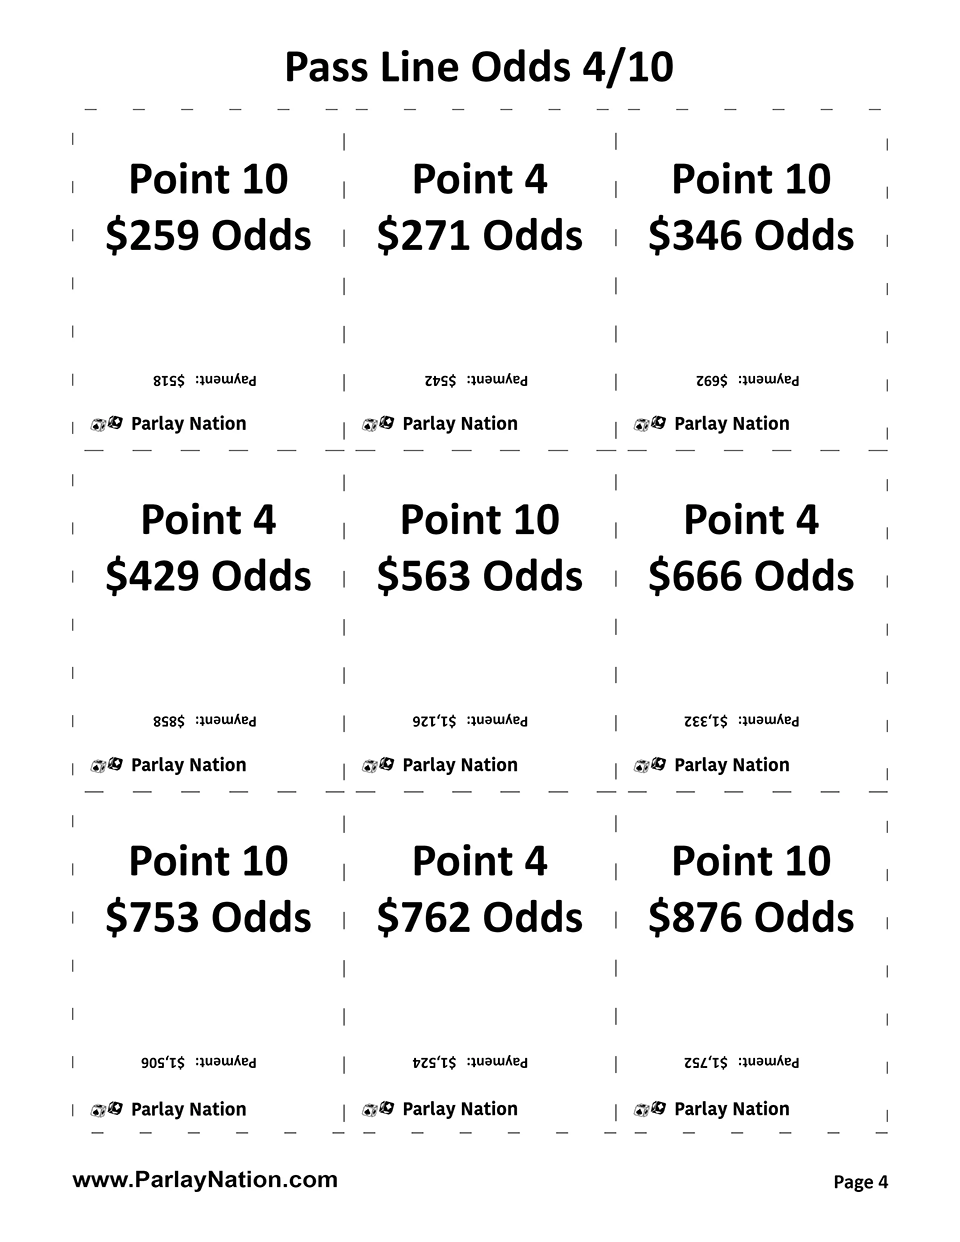 Pass Line Odds 4/10
Point 10
$259 Odds
Payment: $518
Parlay Nation
Point 4
$271 Odds
Payment: $542
Parlay Nation
Point 10
$346 Odds
Payment: $692
Parlay Nation
Point 4
$429 Odds
Payment: $858
Parlay Nation
Point 10
$563 Odds
Payment: $1,126
Parlay Nation
Point 4
$666 Odds
Payment: $1,332
Parlay Nation
Point 10
$753 Odds
Payment: $1,506
Parlay Nation
Point 4
$762 Odds
Payment: $1,524
Parlay Nation
Point 10
$876 Odds
Payment: $1,752
Parlay Nation
www.ParlayNation.com
Page 4